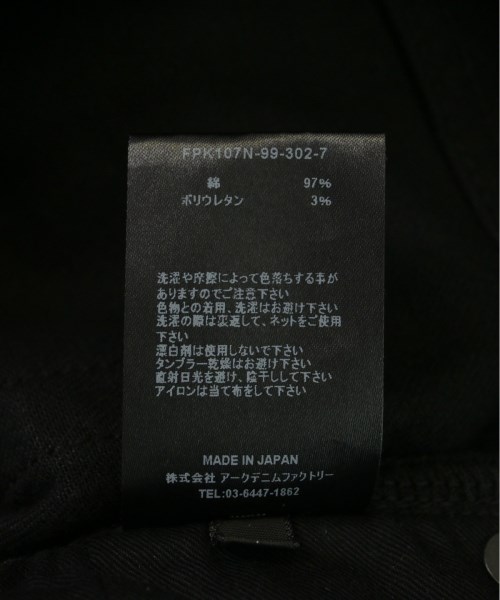 FPK107N-99-302-7
綿 97%
ポリウレタン 3%
洗濯や摩擦によって色落ちする事が
ありますのでご注意下さい
色物との着用、洗濯はお避け下さい
洗濯の際は裏返して、ネットをご使用
下さい
漂白剤は使用しないで下さい
タンブラー乾燥はお避け下さい
直射日光を避け、陰干しして下さい
アイロンは当て布をして下さい
MADE IN JAPAN
株式会社 アークデニムファクトリー
TEL:03-6447-1862